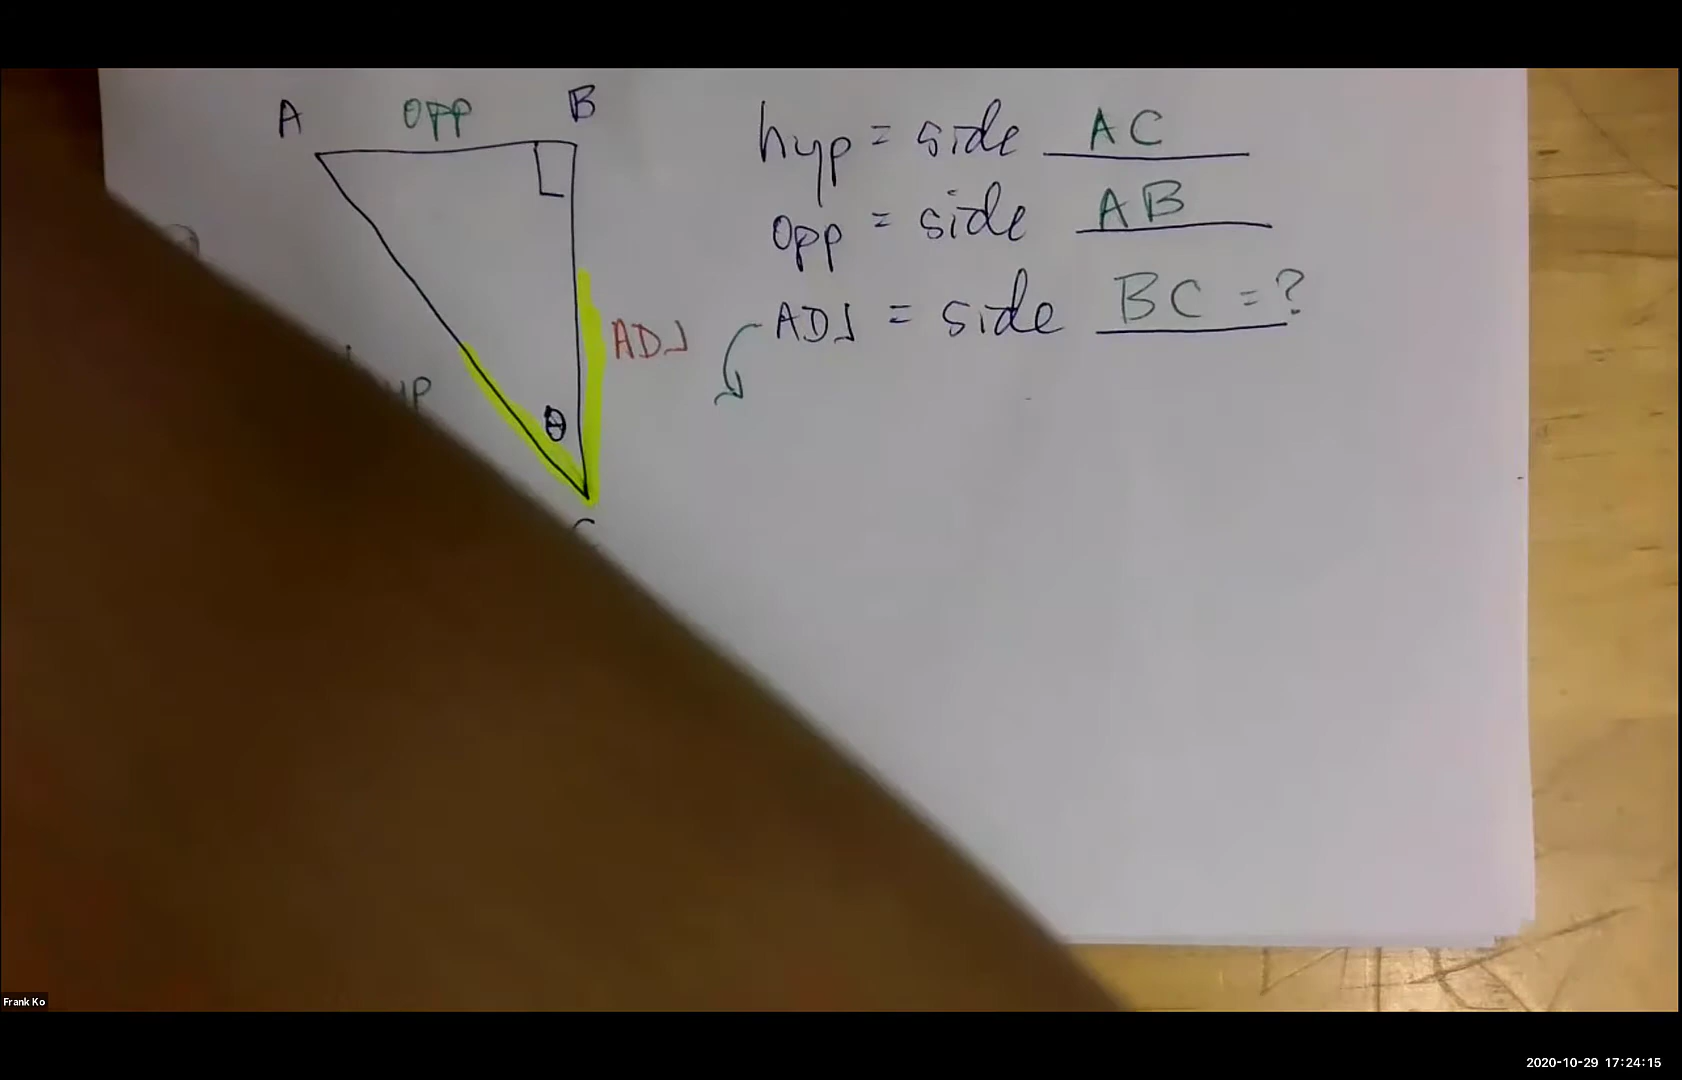 A OPP B
hyp = side AC
opp = side AB
ADJ = side BC = ?
ADJ
θ
Frank Ko
2020-10-29 17:24:15